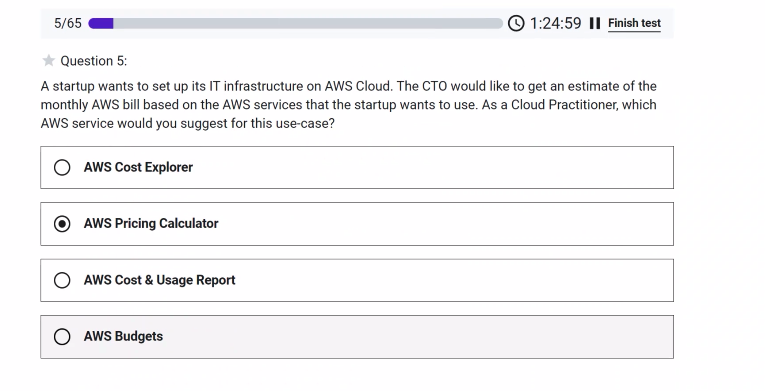 5/65 1:24:59 Finish test
Question 5:
A startup wants to set up its IT infrastructure on AWS Cloud. The CTO would like to get an estimate of the
monthly AWS bill based on the AWS services that the startup wants to use. As a Cloud Practitioner, which
AWS service would you suggest for this use-case?
AWS Cost Explorer
AWS Pricing Calculator
AWS Cost & Usage Report
AWS Budgets